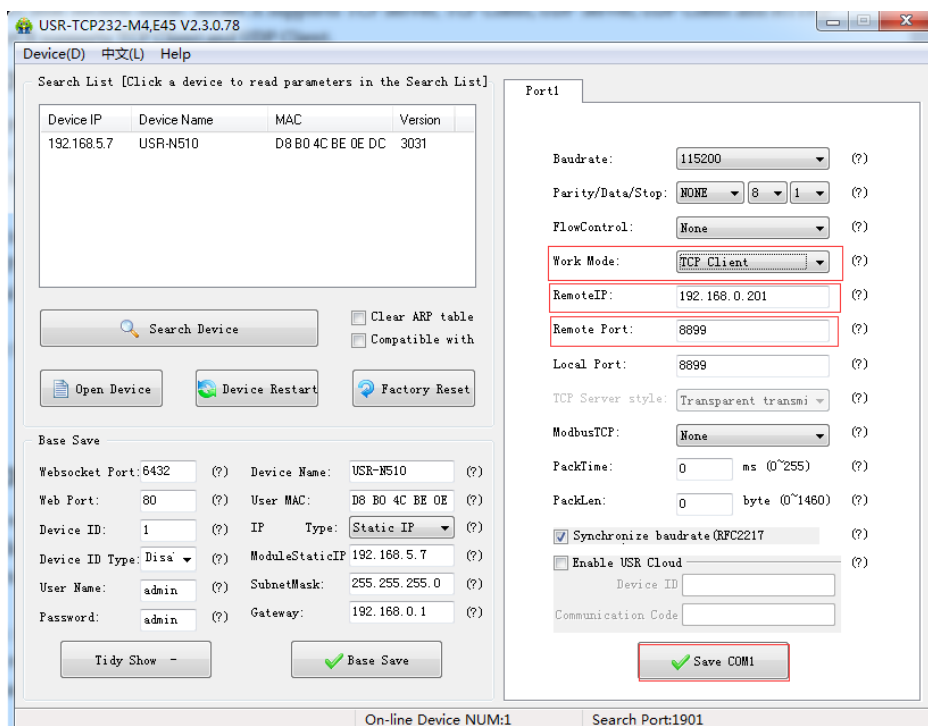 USR-TCP232-M4,E45 V2.3.0.78
Device(D) 中文(L) Help
Search List [Click a device to read parameters in the Search List]
Device IP Device Name MAC Version
192.168.5.7 USR-N510 D8 B0 4C BE 0E DC 3031
Search Device
Clear ARP table
Compatible with
Open Device Device Restart Factory Reset
Base Save
Websocket Port: 6432 (?) Device Name: USR-N510 (?)
Web Port: 80 (?) User MAC: D8 B0 4C BE 0E (?)
Device ID: 1 (?) IP Type: Static IP (?)
Device ID Type: Disa (?) ModuleStaticIP 192.168.5.7 (?)
User Name: admin (?) SubnetMask: 255.255.255.0 (?)
Password: admin (?) Gateway: 192.168.0.1 (?)
Tidy Show - Base Save
Port1
Baudrate: 115200 (?)
Parity/Data/Stop: NONE 8 1 (?)
FlowControl: None (?)
Work Mode: TCP Client (?)
RemoteIP: 192.168.0.201 (?)
Remote Port: 8899 (?)
Local Port: 8899 (?)
TCP Server style: Transparent transmi (?)
ModbusTCP: None (?)
PackTime: 0 ms (0~255) (?)
PackLen: 0 byte (0~1460) (?)
Synchronize baudrate(RFC2217 (?)
Enable USR Cloud (?)
Device ID
Communication Code
Save COM1
On-line Device NUM:1 Search Port:1901